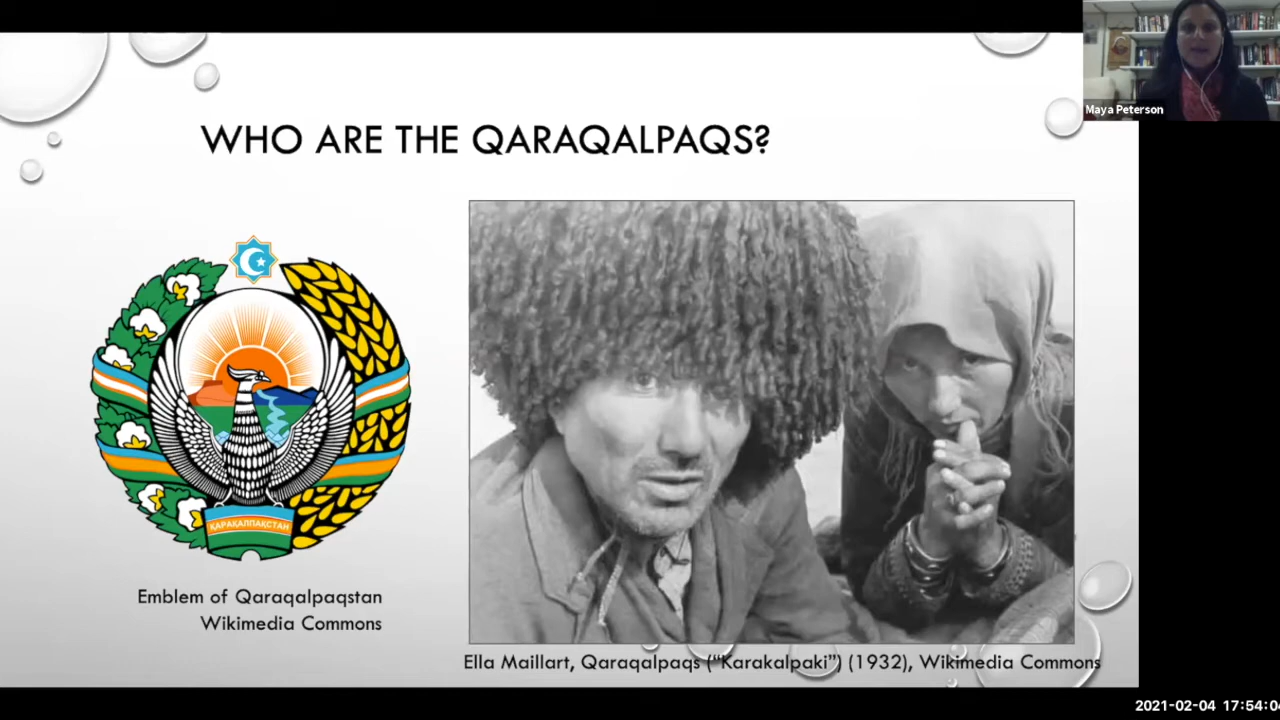 Maya Peterson
WHO ARE THE QARAQALPAQS?
ҚАРАҚАЛПАҚСТАН
Emblem of Qaraqalpaqstan
Wikimedia Commons
Ella Maillart, Qaraqalpaqs (“Karakalpaki”) (1932), Wikimedia Commons
2021-02-04 17:54:0